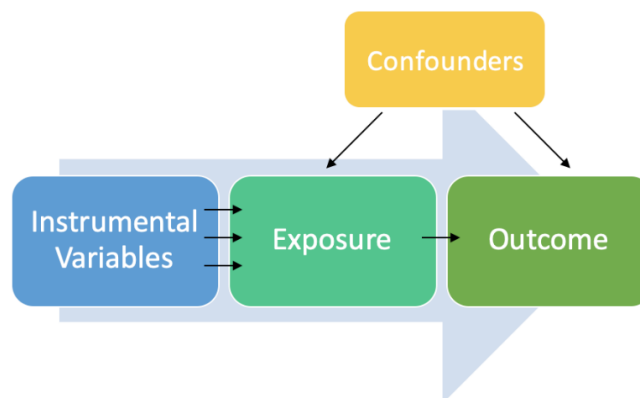 Confounders
Instrumental
Variables
Exposure
Outcome